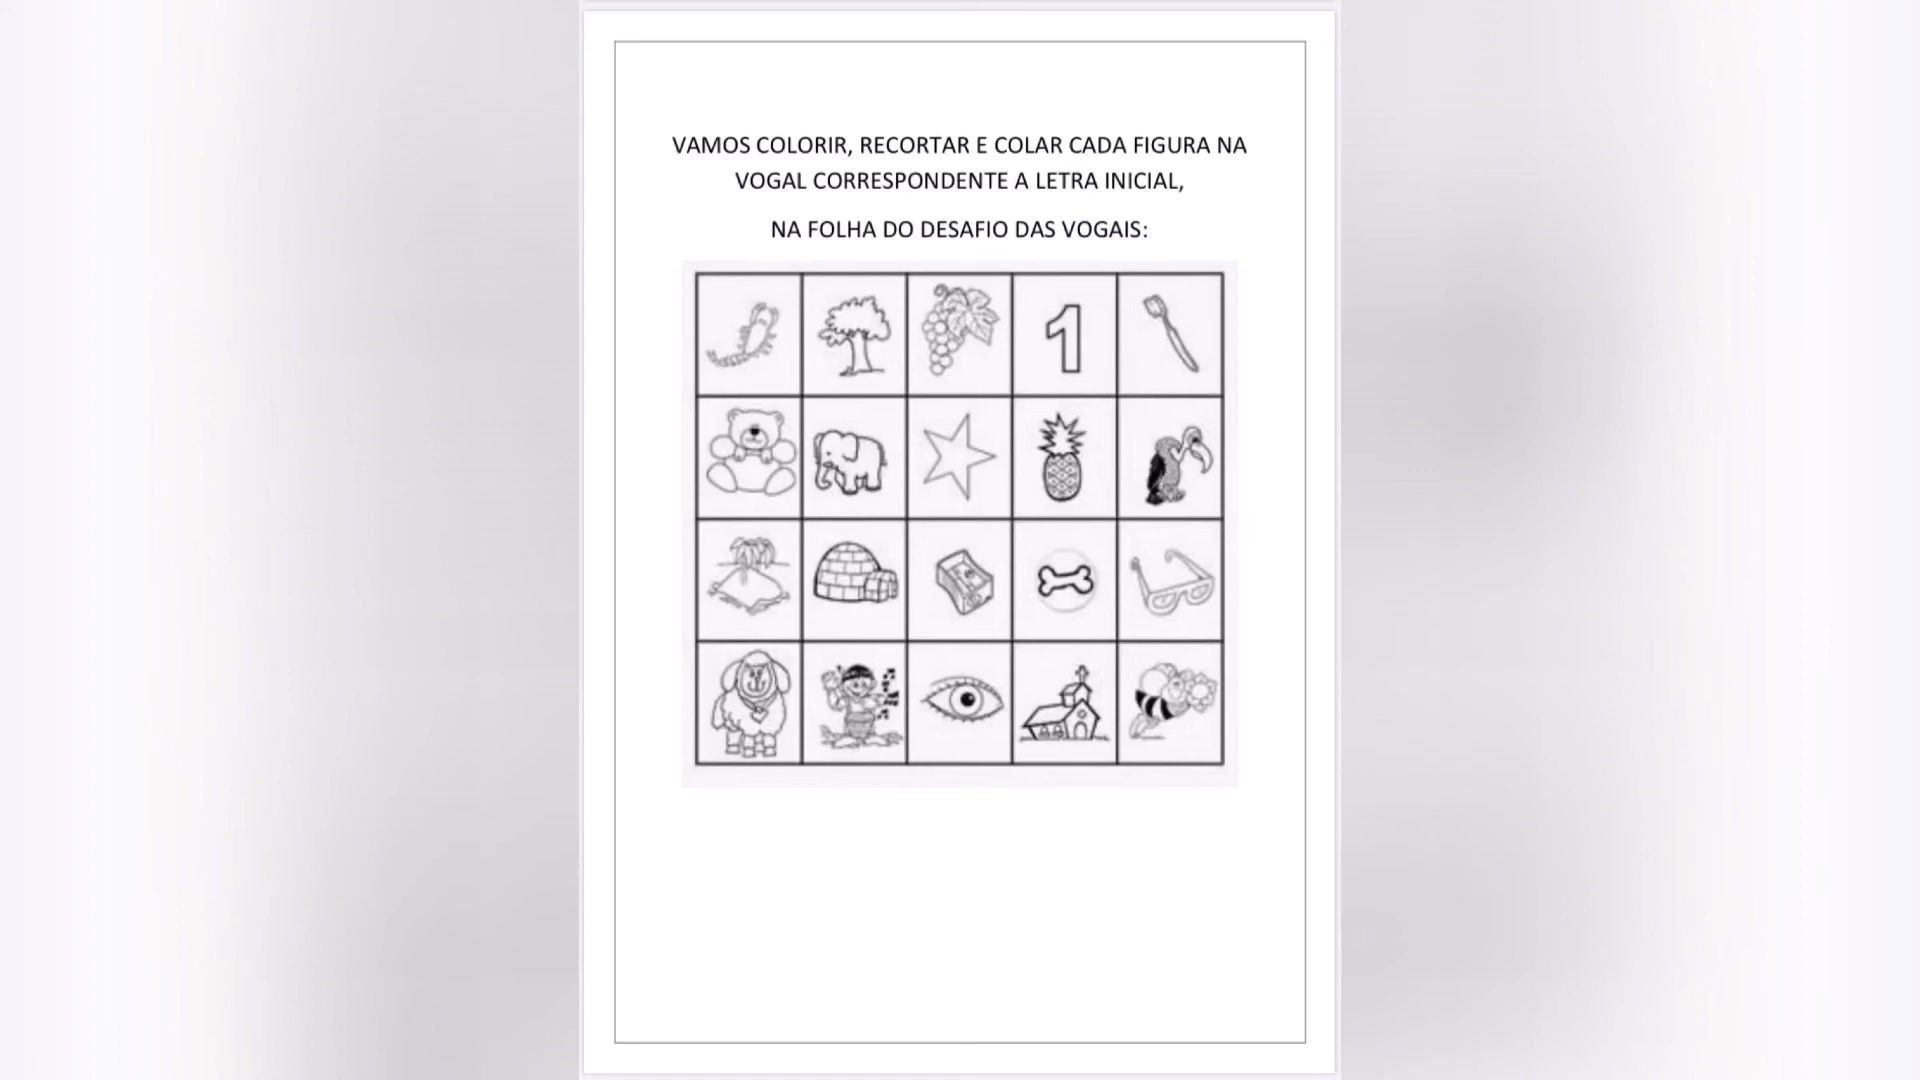 VAMOS COLORIR, RECORTAR E COLAR CADA FIGURA NA
VOGAL CORRESPONDENTE A LETRA INICIAL,
NA FOLHA DO DESAFIO DAS VOGAIS:
1